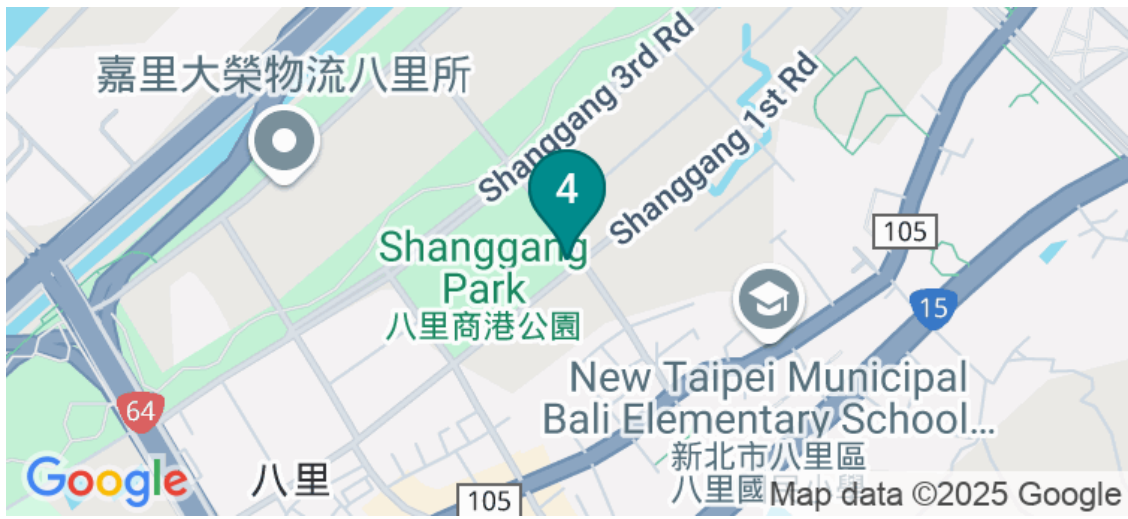 嘉里大榮物流八里所
Shanggang 3rd Rd
Shanggang 1st Rd
4
Shanggang
Park
八里商港公園
105
15
New Taipei Municipal
Bali Elementary School...
新北市八里區
八里國
64
Google
八里
105
Map data ©2025 Google